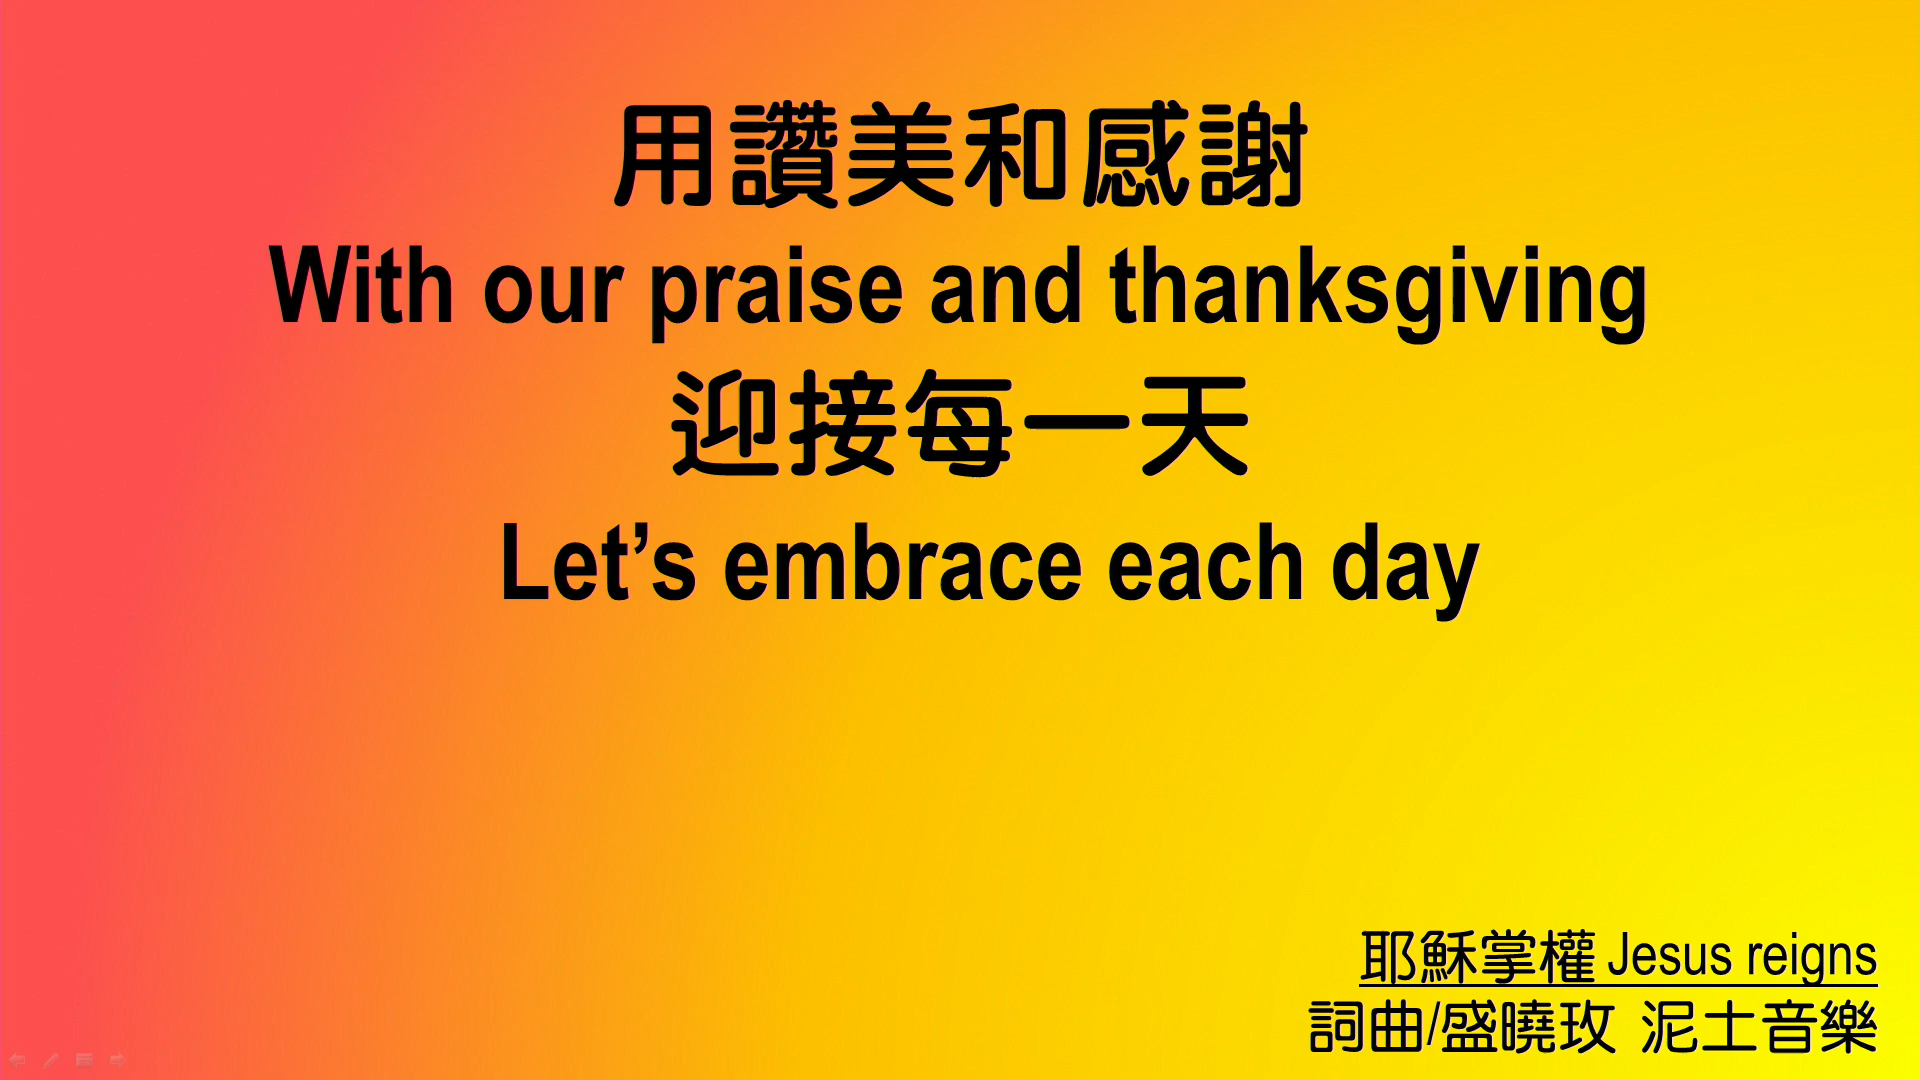 用讚美和感謝
With our praise and thanksgiving
迎接每一天
Let’s embrace each day
耶穌掌權 Jesus reigns
詞曲/盛曉玫 泥土音樂